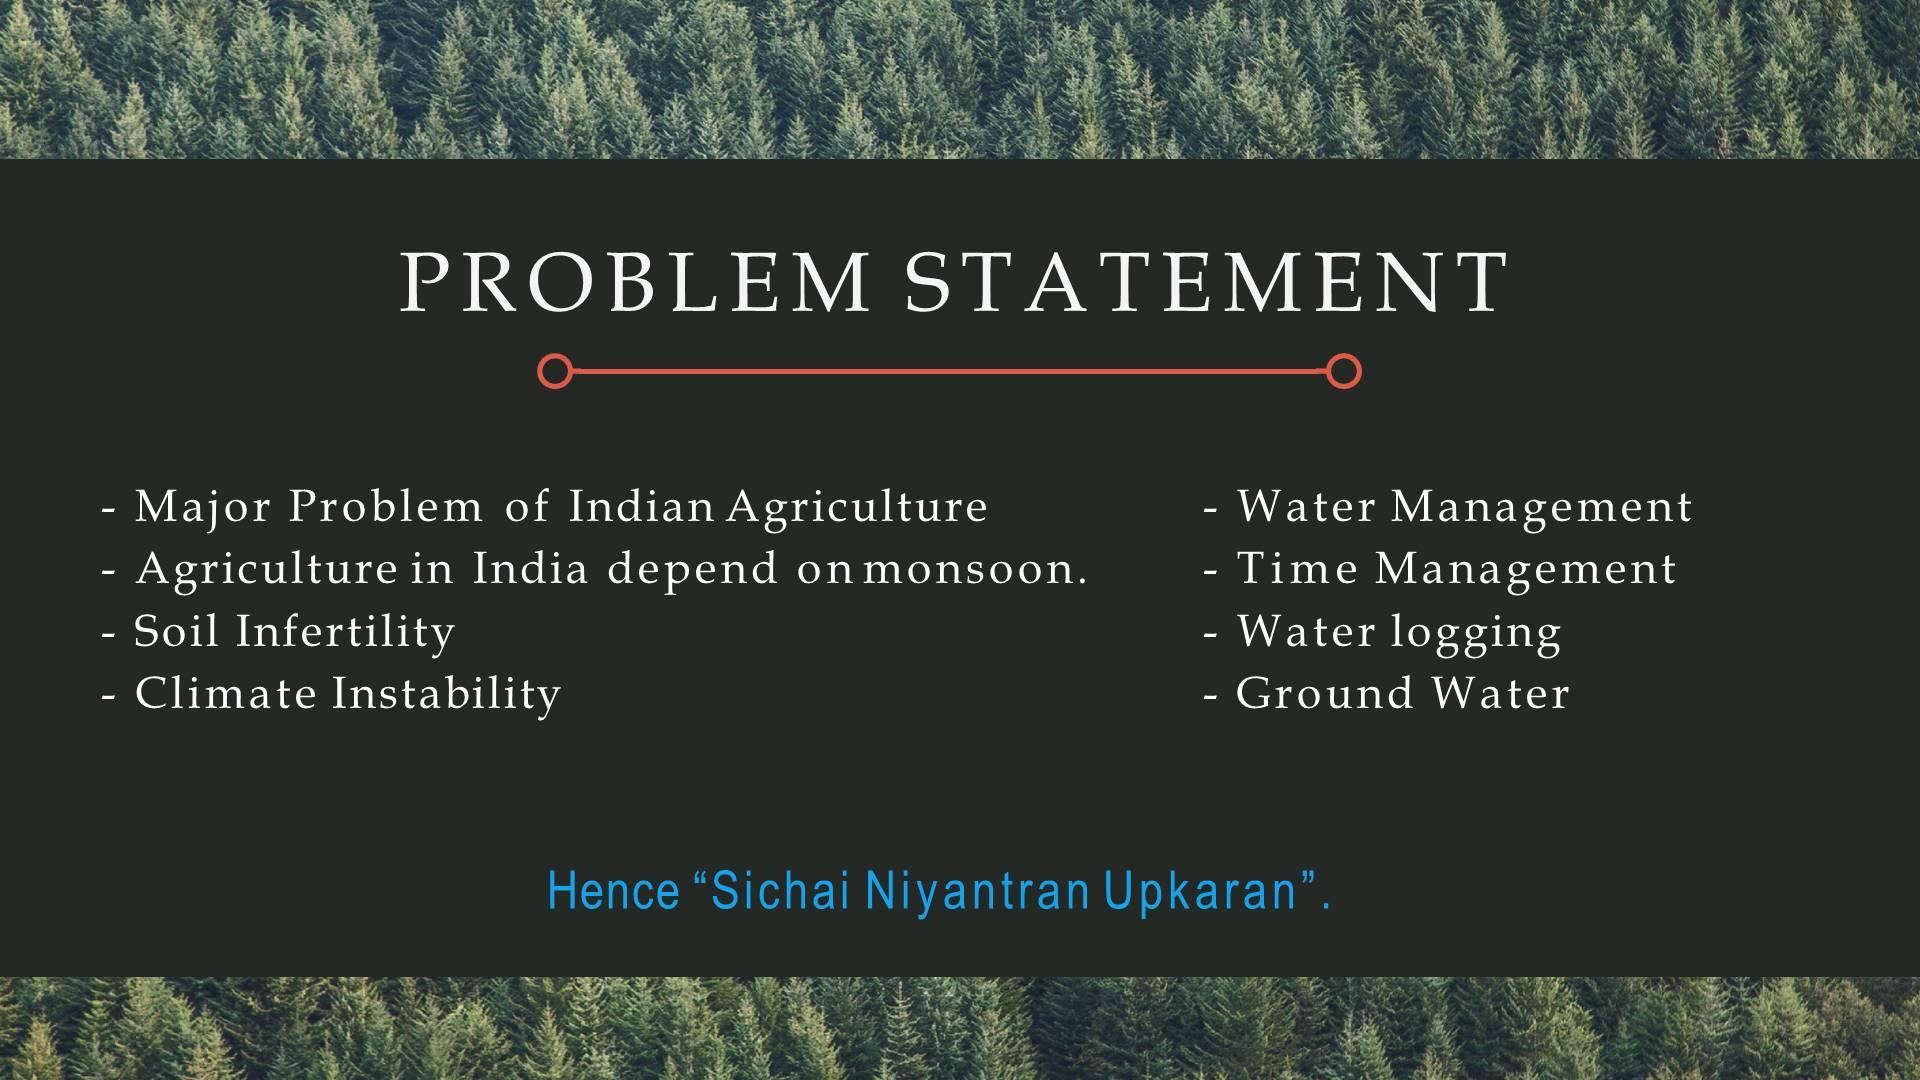 PROBLEM STATEMENT
- Major Problem of Indian Agriculture
- Agriculture in India depend on monsoon.
- Soil Infertility
- Climate Instability
- Water Management
- Time Management
- Water logging
- Ground Water
Hence “Sichai Niyantran Upkaran”.